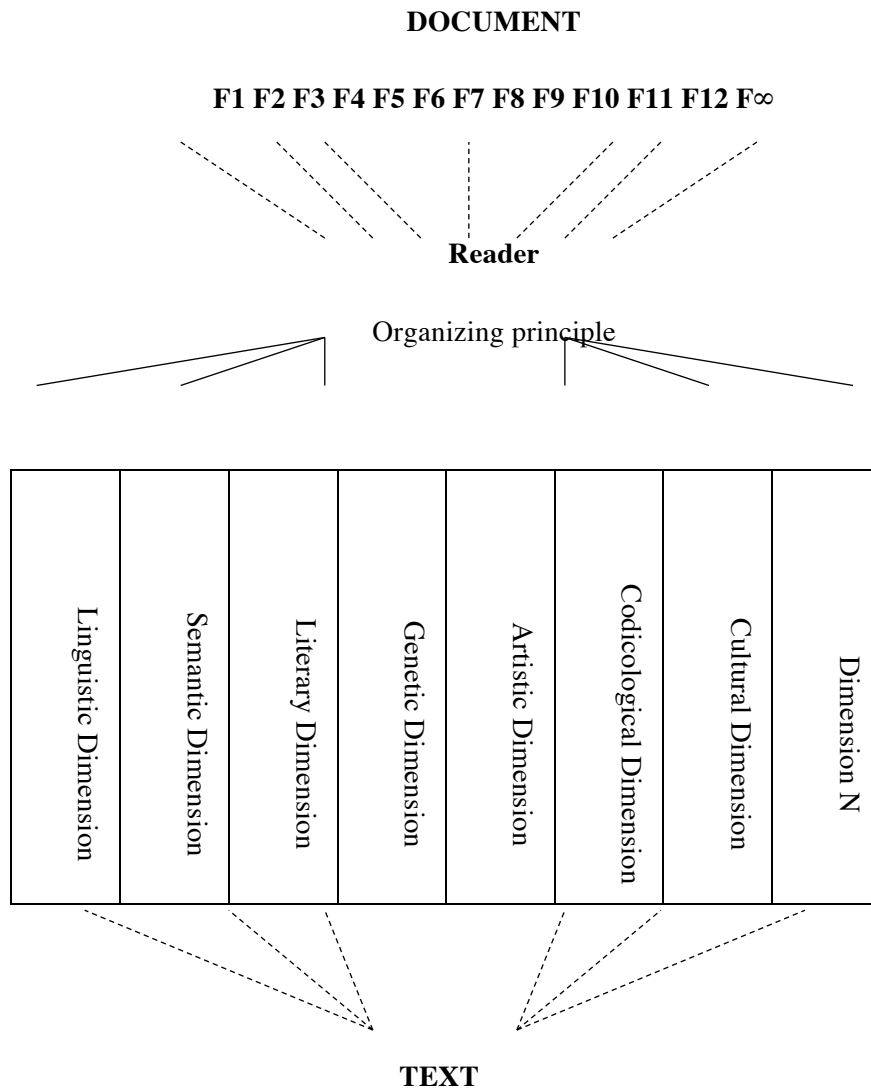 DOCUMENT
F1 F2 F3 F4 F5 F6 F7 F8 F9 F10 F11 F12 F∞
Reader
Organizing principle
Linguistic Dimension
Semantic Dimension
Literary Dimension
Genetic Dimension
Artistic Dimension
Codicological Dimension
Cultural Dimension
Dimension N
TEXT